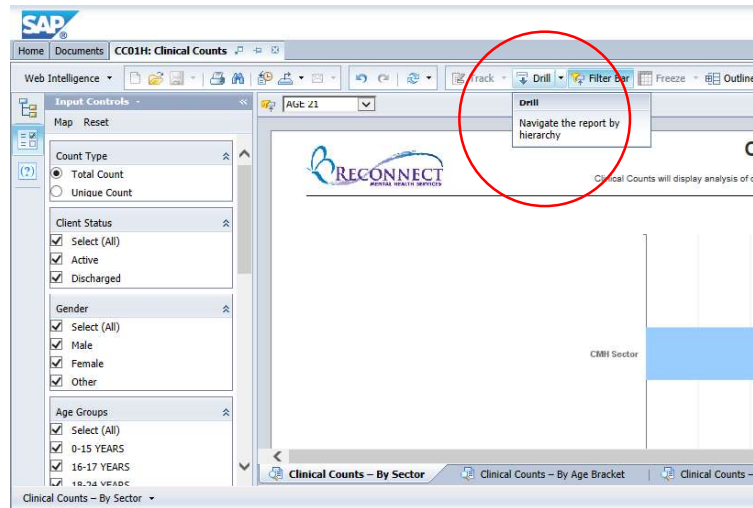 SAP
Home Documents CC01H: Clinical Counts
Web Intelligence Track Drill Filter Bar Freeze Outline
Input Controls
Map Reset
Count Type
Total Count
Unique Count
Client Status
Select (All)
Active
Discharged
Gender
Select (All)
Male
Female
Other
Age Groups
Select (All)
0-15 YEARS
16-17 YEARS
18-24 YEARS
AGE 21
Drill
Navigate the report by
hierarchy
RECONNECT
MENTAL HEALTH SERVICES
C
Clinical Counts will display analysis of c
CMH Sector
Clinical Counts – By Sector Clinical Counts – By Age Bracket Clinical Counts –
Clinical Counts – By Sector